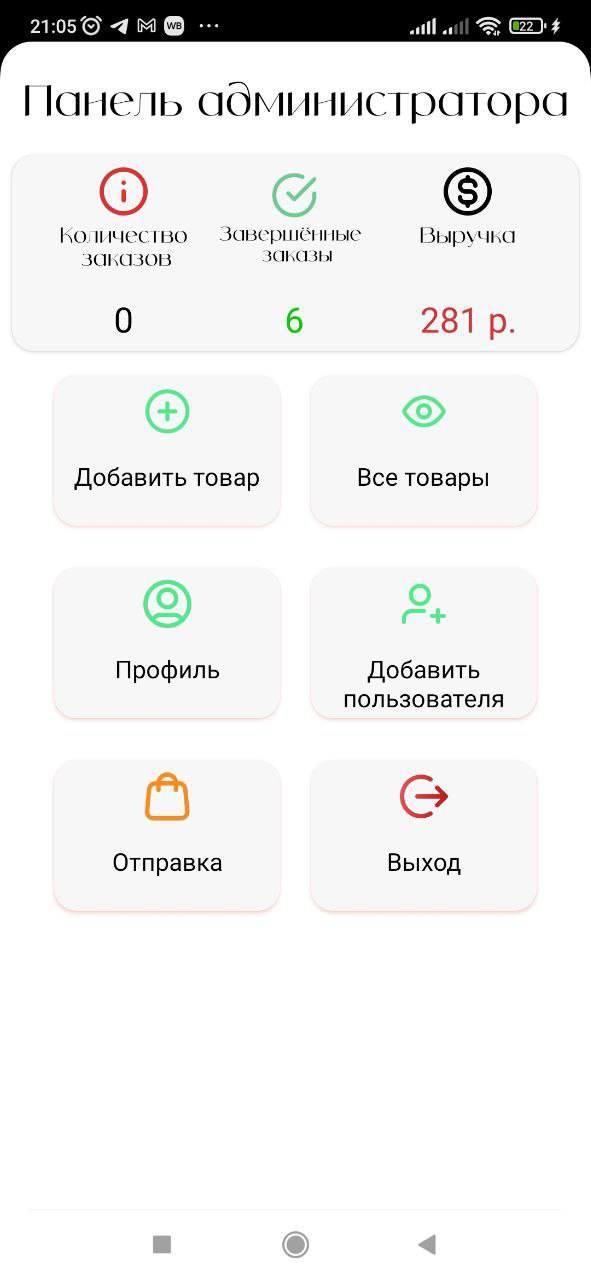 21:05 WB ... 22
Панель администратора
Количество Завершённые Выручка
заказов заказы
0 6 281 р.
Добавить товар Все товары
Профиль Добавить
пользователя
Отправка Выход